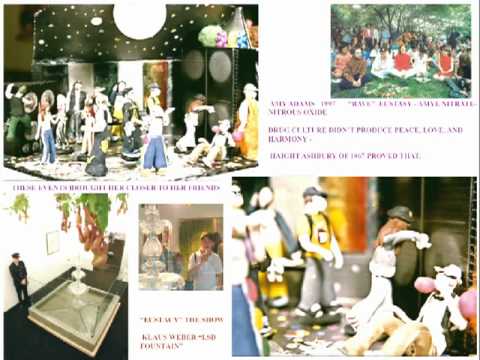 AMY ADAMS 1997 "RAVE" ECSTASY - AMYL NITRATE-
NITROUS OXIDE
DRUG CULTURE DIDN'T PRODUCE PEACE, LOVE, AND
HARMONY -
HAIGHT ASHBURY OF 1967 PROVED THAT.
THESE EVENTS BROUGHT HER CLOSER TO HER FRIENDS
"ECSTACY" THE SHOW
KLAUS WEBER "LSD
FOUNTAIN"